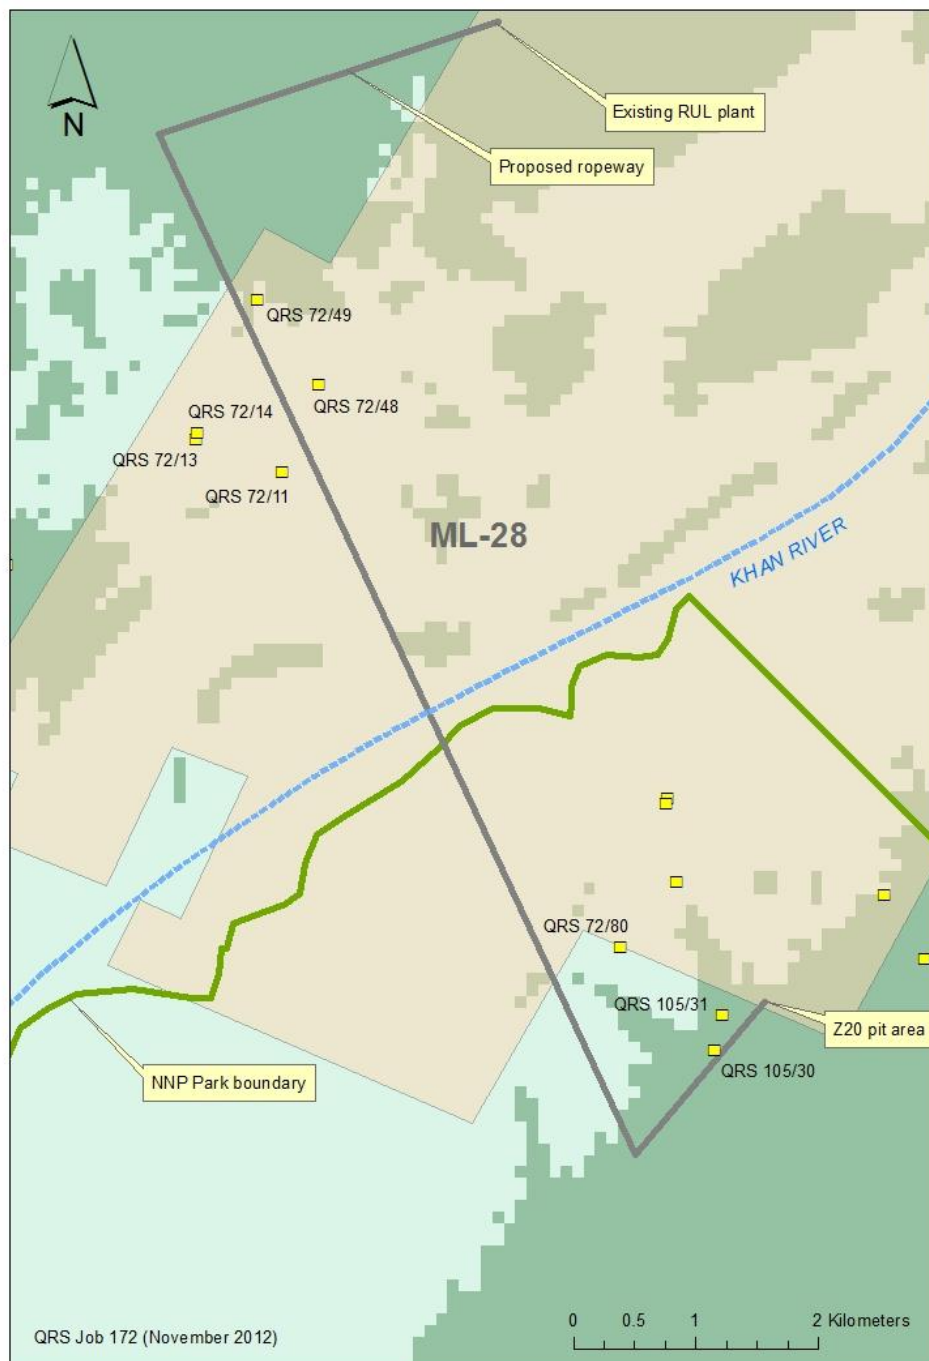 N
Existing RUL plant
Proposed ropeway
QRS 72/49
QRS 72/48
QRS 72/14
QRS 72/13
QRS 72/11
ML-28
KHAN RIVER
QRS 72/80
QRS 105/31
Z20 pit area
QRS 105/30
NNP Park boundary
QRS Job 172 (November 2012)
0 0.5 1 2 Kilometers